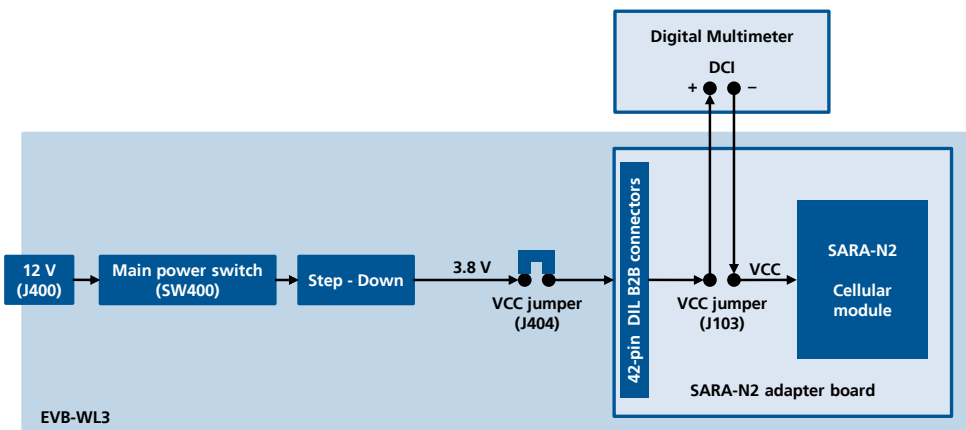 Digital Multimeter
DCI
+ –
12 V
(J400)
Main power switch
(SW400)
Step - Down
3.8 V
VCC jumper
(J404)
42-pin DIL B2B connectors
VCC jumper
(J103)
VCC
SARA-N2
Cellular
module
SARA-N2 adapter board
EVB-WL3